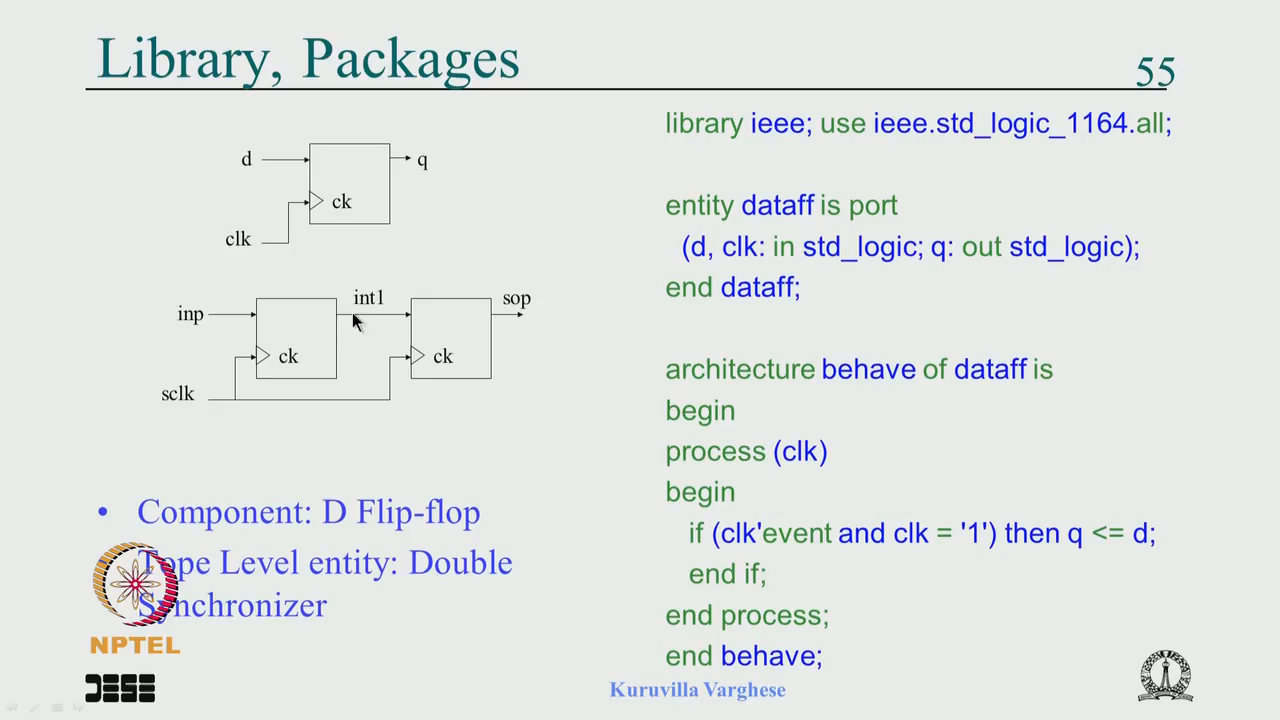 Library, Packages
55
d
q
ck
clk
int1
sop
inp
ck
ck
sclk
• Component: D Flip-flop
• Tope Level entity: Double
Synchronizer
library ieee; use ieee.std_logic_1164.all;
entity dataff is port
(d, clk: in std_logic; q: out std_logic);
end dataff;
architecture behave of dataff is
begin
process (clk)
begin
if (clk'event and clk = '1') then q <= d;
end if;
end process;
end behave;
NPTEL
Kuruvilla Varghese